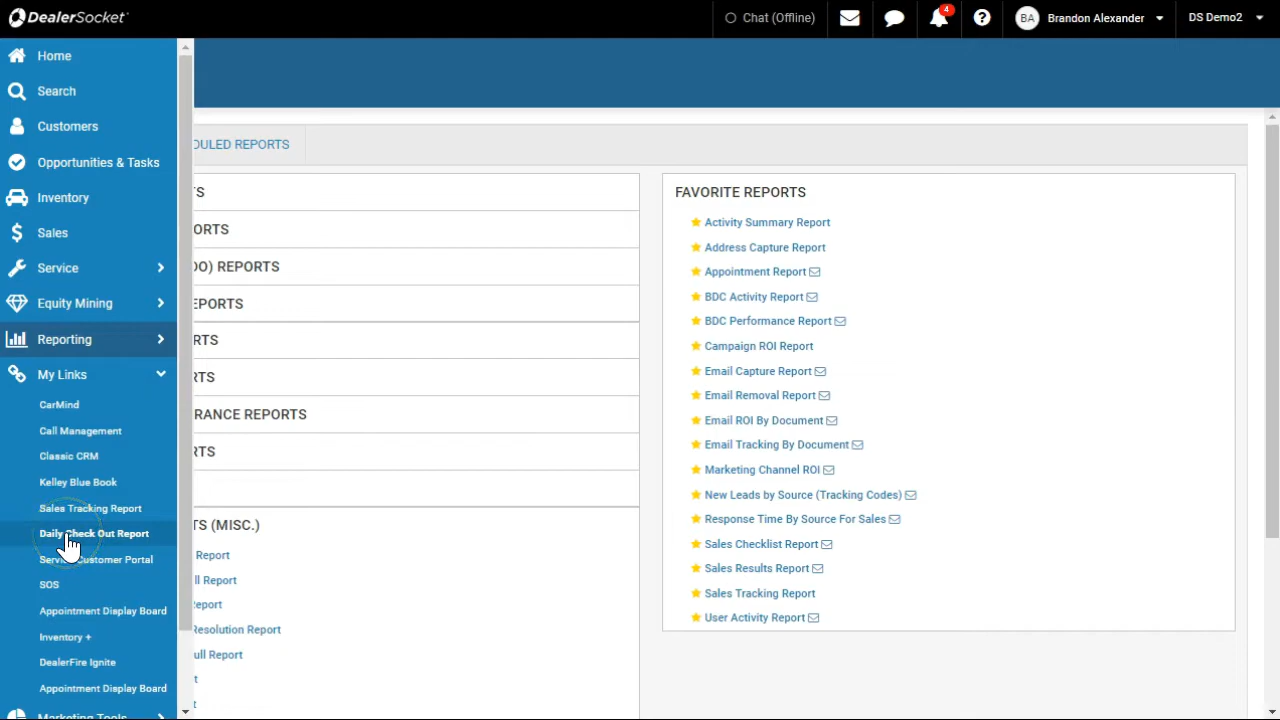 DealerSocket
Chat (Offline)
4
BA
Brandon Alexander
DS Demo2
Home
Search
Customers
Opportunities & Tasks
Inventory
Sales
Service
Equity Mining
Reporting
My Links
CarMind
Call Management
Classic CRM
Kelley Blue Book
Sales Tracking Report
Daily Check Out Report
Service Customer Portal
SOS
Appointment Display Board
Inventory +
DealerFire Ignite
Appointment Display Board
Marketing Tools
DULED REPORTS
TS
ORTS
DO) REPORTS
EPORTS
RTS
RTS
RANCE REPORTS
RTS
TS (MISC.)
Report
ll Report
eport
Resolution Report
ull Report
t
t
FAVORITE REPORTS
Activity Summary Report
Address Capture Report
Appointment Report
BDC Activity Report
BDC Performance Report
Campaign ROI Report
Email Capture Report
Email Removal Report
Email ROI By Document
Email Tracking By Document
Marketing Channel ROI
New Leads by Source (Tracking Codes)
Response Time By Source For Sales
Sales Checklist Report
Sales Results Report
Sales Tracking Report
User Activity Report